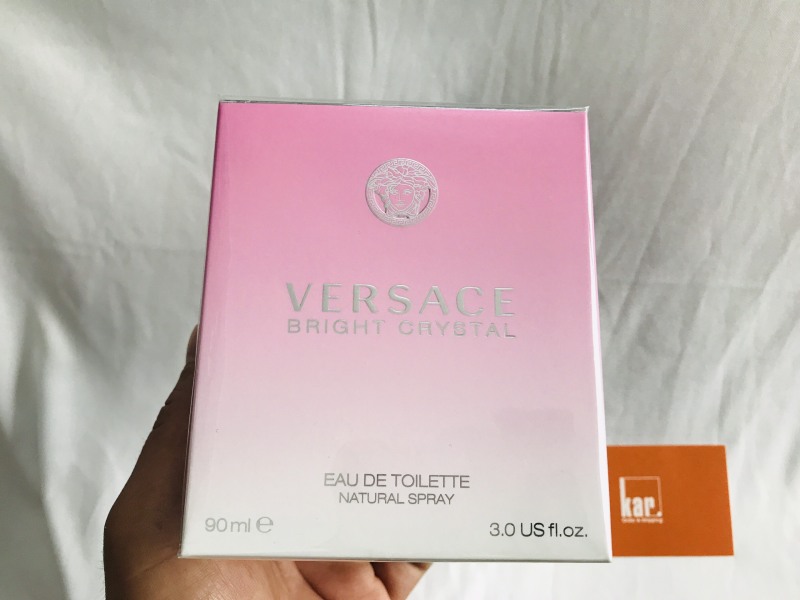 VERSACE
BRIGHT CRYSTAL
EAU DE TOILETTE
NATURAL SPRAY
90 ml ℮
3.0 US fl.oz.
kar.